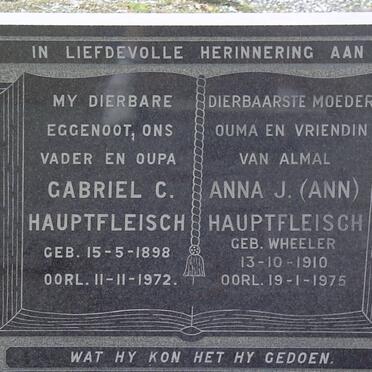 IN LIEFDEVOLLE HERINNERING AAN
MY DIERBARE
EGGENOOT, ONS
VADER EN OUPA
GABRIEL C.
HAUPTFLEISCH
GEB. 15-5-1898
OORL. 11-11-1972.
DIERBAARSTE MOEDER
OUMA EN VRIENDIN
VAN ALMAL
ANNA J. (ANN)
HAUPTFLEISCH
GEB. WHEELER
13-10-1910
OORL. 19-1-1975
WAT HY KON HET HY GEDOEN.